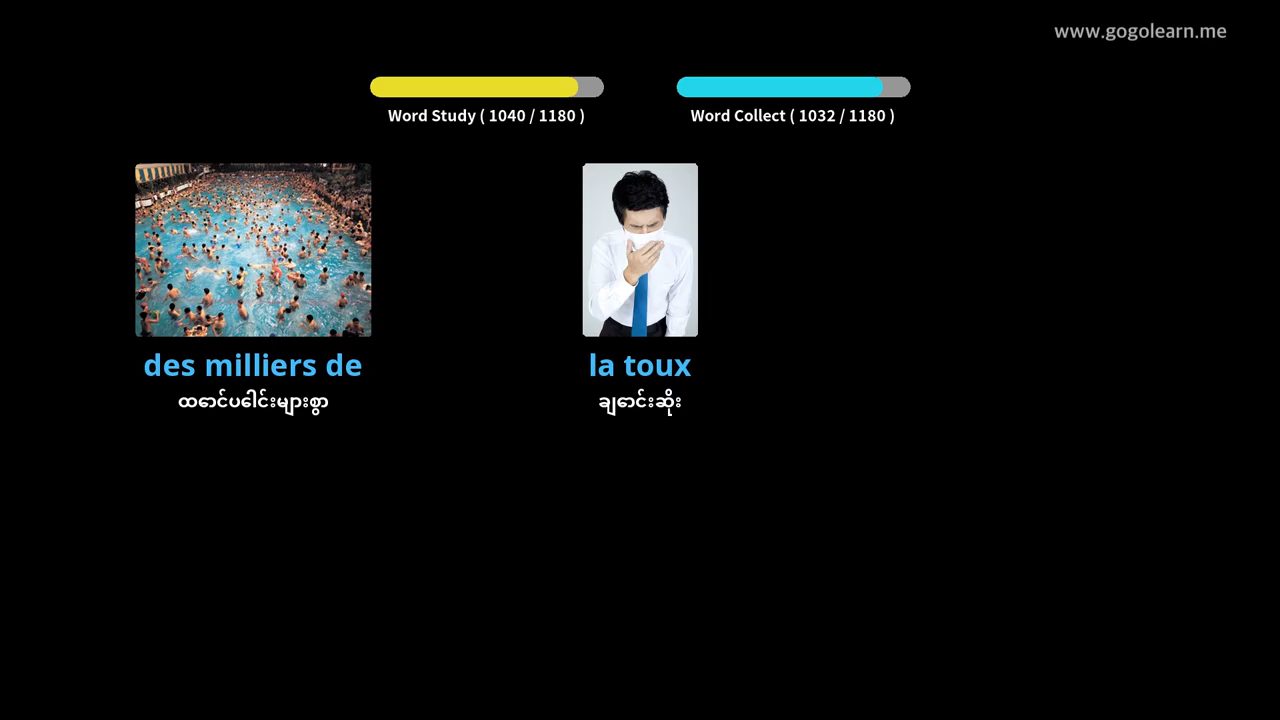 www.gogolearn.me
Word Study ( 1040 / 1180 )
Word Collect ( 1032 / 1180 )
des milliers de
ထောင်ပေါင်းများစွာ
la toux
ချောင်းဆိုး